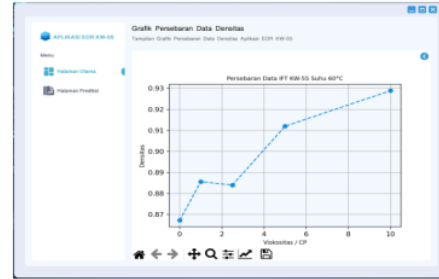 Grafik Persebaran Data Densitas
Tampilan Grafik Persebaran Data Densitas Aplikasi EOR KW-55
APLIKASI EOR KW-55
Menu
Halaman Utama
Halaman Prediksi
Persebaran Data IFT KW-55 Suhu 60°C
0.93
0.92
0.91
0.90
0.89
0.88
0.87
Densitas
0 2 4 6 8 10
Viskositas / CP